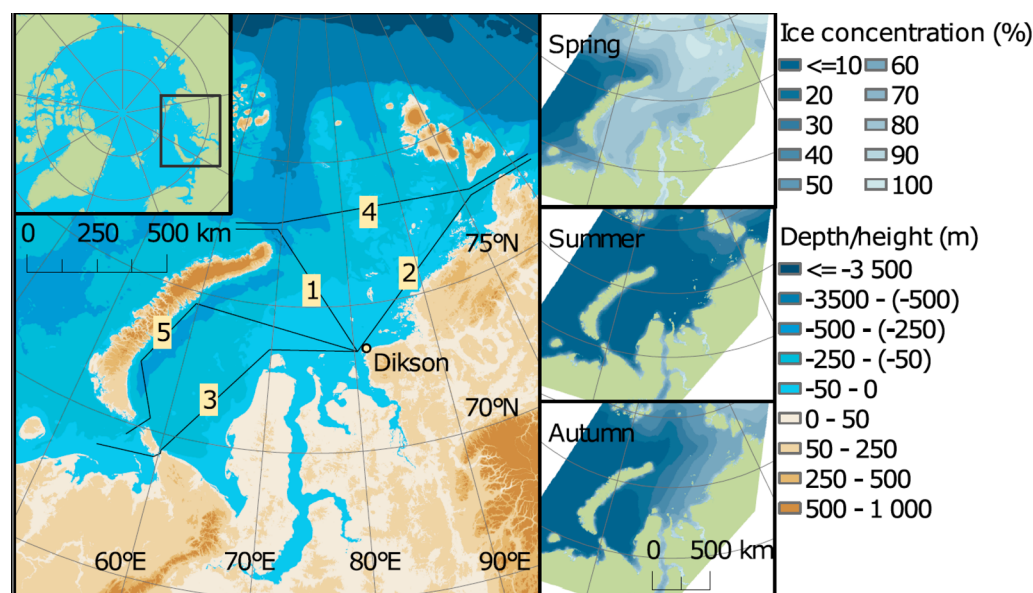 0 250 500 km
75°N
70°N
60°E
70°E
80°E
90°E
4
1
2
5
3
Dikson
Spring
Summer
Autumn
0 500 km
Ice concentration (%)
<=10
20
30
40
50
60
70
80
90
100
Depth/height (m)
<= -3 500
-3500 - (-500)
-500 - (-250)
-250 - (-50)
-50 - 0
0 - 50
50 - 250
250 - 500
500 - 1 000